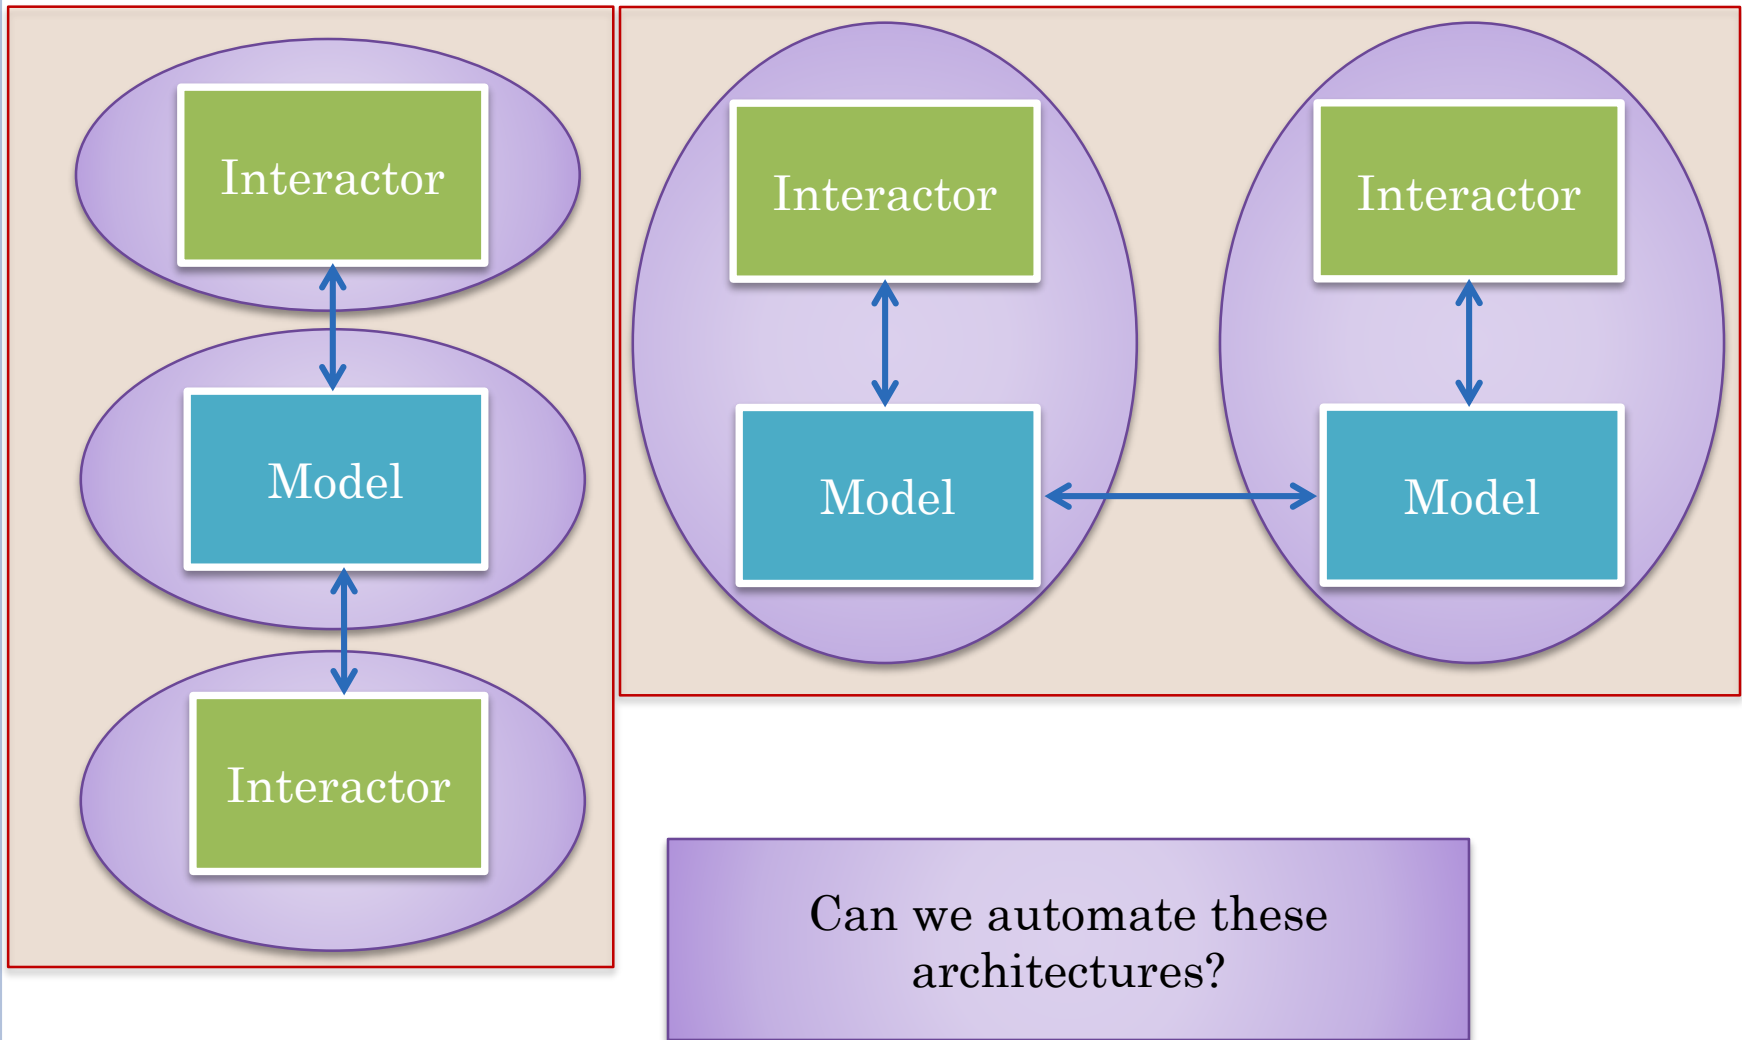 Interactor
Model
Interactor
Interactor
Interactor
Model
Model
Can we automate these
architectures?